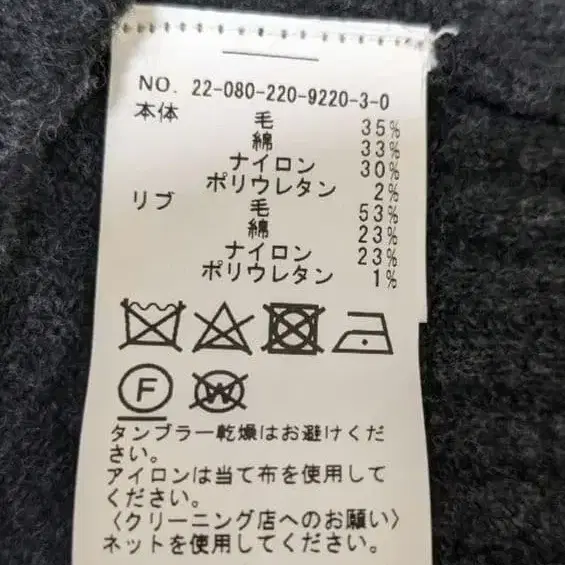 NO. 22-080-220-9220-3-0
本体 毛 35%
綿 33%
ナイロン 30%
ポリウレタン 2%
リブ 毛 53%
綿 23%
ナイロン 23%
ポリウレタン 1%
F W
タンブラー乾燥はお避けくだ
さい。
アイロンは当て布を使用して
ください。
〈クリーニング店へのお願い〉
ネットを使用してください。